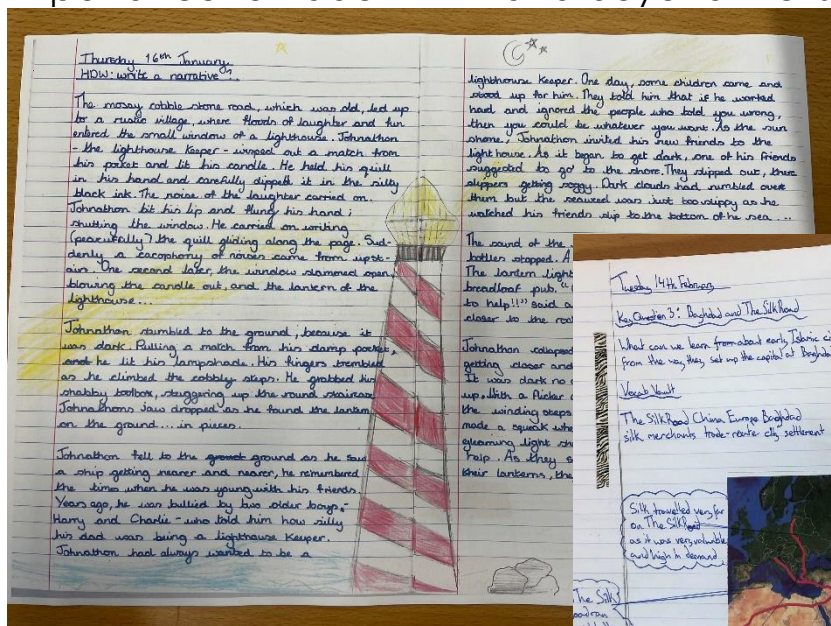 Thursday 16th January
HDW: write a narrative
The mossy cobble stone road, which was old, led up
to a rustic village, where floods of laughter and fun
entered the small window of a lighthouse. Johnathon
- the lighthouse keeper - whipped out a match from
his pocket and lit his candle. He held his quill
in his hand and carefully dippett it in the silly
black ink. The noise of the laughter carried on.
Johnathon bit his lip and flung his hand;
shutting the window. He carried on writing
(peacufully) the quill gliding along the page. Sud-
denly a cacophony of noises came from upst-
airs. One second later, the window slammed open,
blowing the candle out, and the lantern of the
lighthouse...
Johnathon stumbled to the ground; because it
was dark. Pulling a match from his damp pocket,
and he lit his lampshade. His fingers trembled
as he climbed the cobbly steps. He grabbed his
shabby toolbox, struggering up the round staircase
Johnathons jaw dropped as he found the lantern
on the ground... in pieces.
Johnathon fell to the ground as he saw
a ship getting nearer and nearer, he remembered
the times when he was young with his friends.
Years ago, he was bullied by two older boys -
Harry and Charlie - who told him how silly
his dad was being a lighthouse keeper.
Johnathon had always wanted to be a
lighthouse keeper. One day, some children came and
stood up for him. They told him that if he worked
hard and ignored the people who told you wrong,
then you could be whatever you want. As the sun
shone, Johnathon invited his new friends to the
lighthouse. As it began to get dark, one of his friends
suggested to go to the shore. They slipped out, there
slippers getting soggy. Dark clouds had rumbled over
them but the seaweed was just too slippy as he
watched his friends slip to the bottom of he sea...
The sound of the
bottles stopped. A
The lantern light
breadloaf pub. "
to help!!" said a
closer to the roc
Johnathon collapsed
getting closer and
It was dark no
up. With a flicker
the winding steps
made a squeak whe
gleaming light sh
As they s
their lanterns, the
Tuesday 14th February
Key Question 3: Baghdad and The Silk Road
What can we learn from about early Islamic ci
from the way they set up the capital at Baghda
Vocab Vault
The Silk Road China Europe Baghdad
silk merchants trade-route city settlement
Silk travelled very far
on The Silk Road
as it was very valuable
and high in demand
The Silk